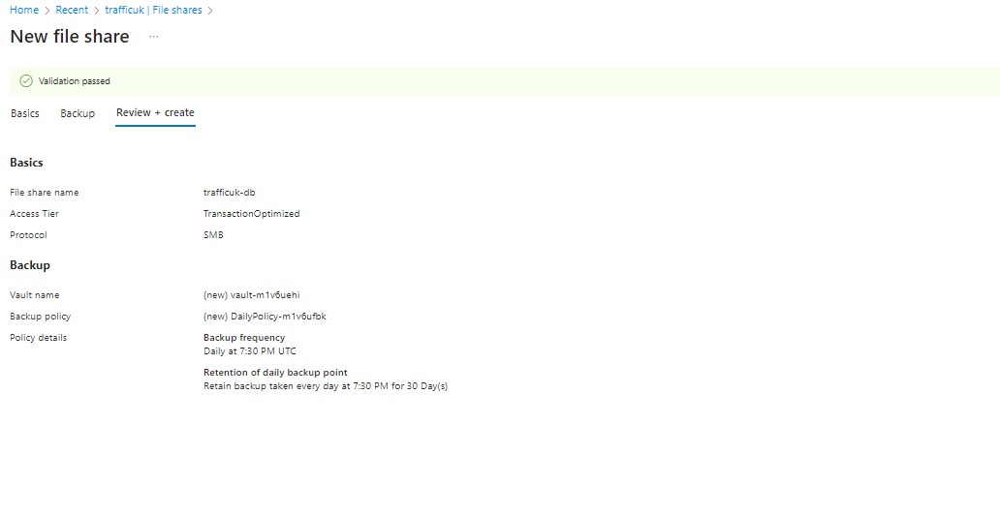 Home > Recent > trafficuk | File shares >
New file share ...
Validation passed
Basics Backup Review + create
Basics
File share name trafficuk-db
Access Tier TransactionOptimized
Protocol SMB
Backup
Vault name (new) vault-m1v6uehi
Backup policy (new) DailyPolicy-m1v6ufbk
Policy details Backup frequency
Daily at 7:30 PM UTC
Retention of daily backup point
Retain backup taken every day at 7:30 PM for 30 Day(s)